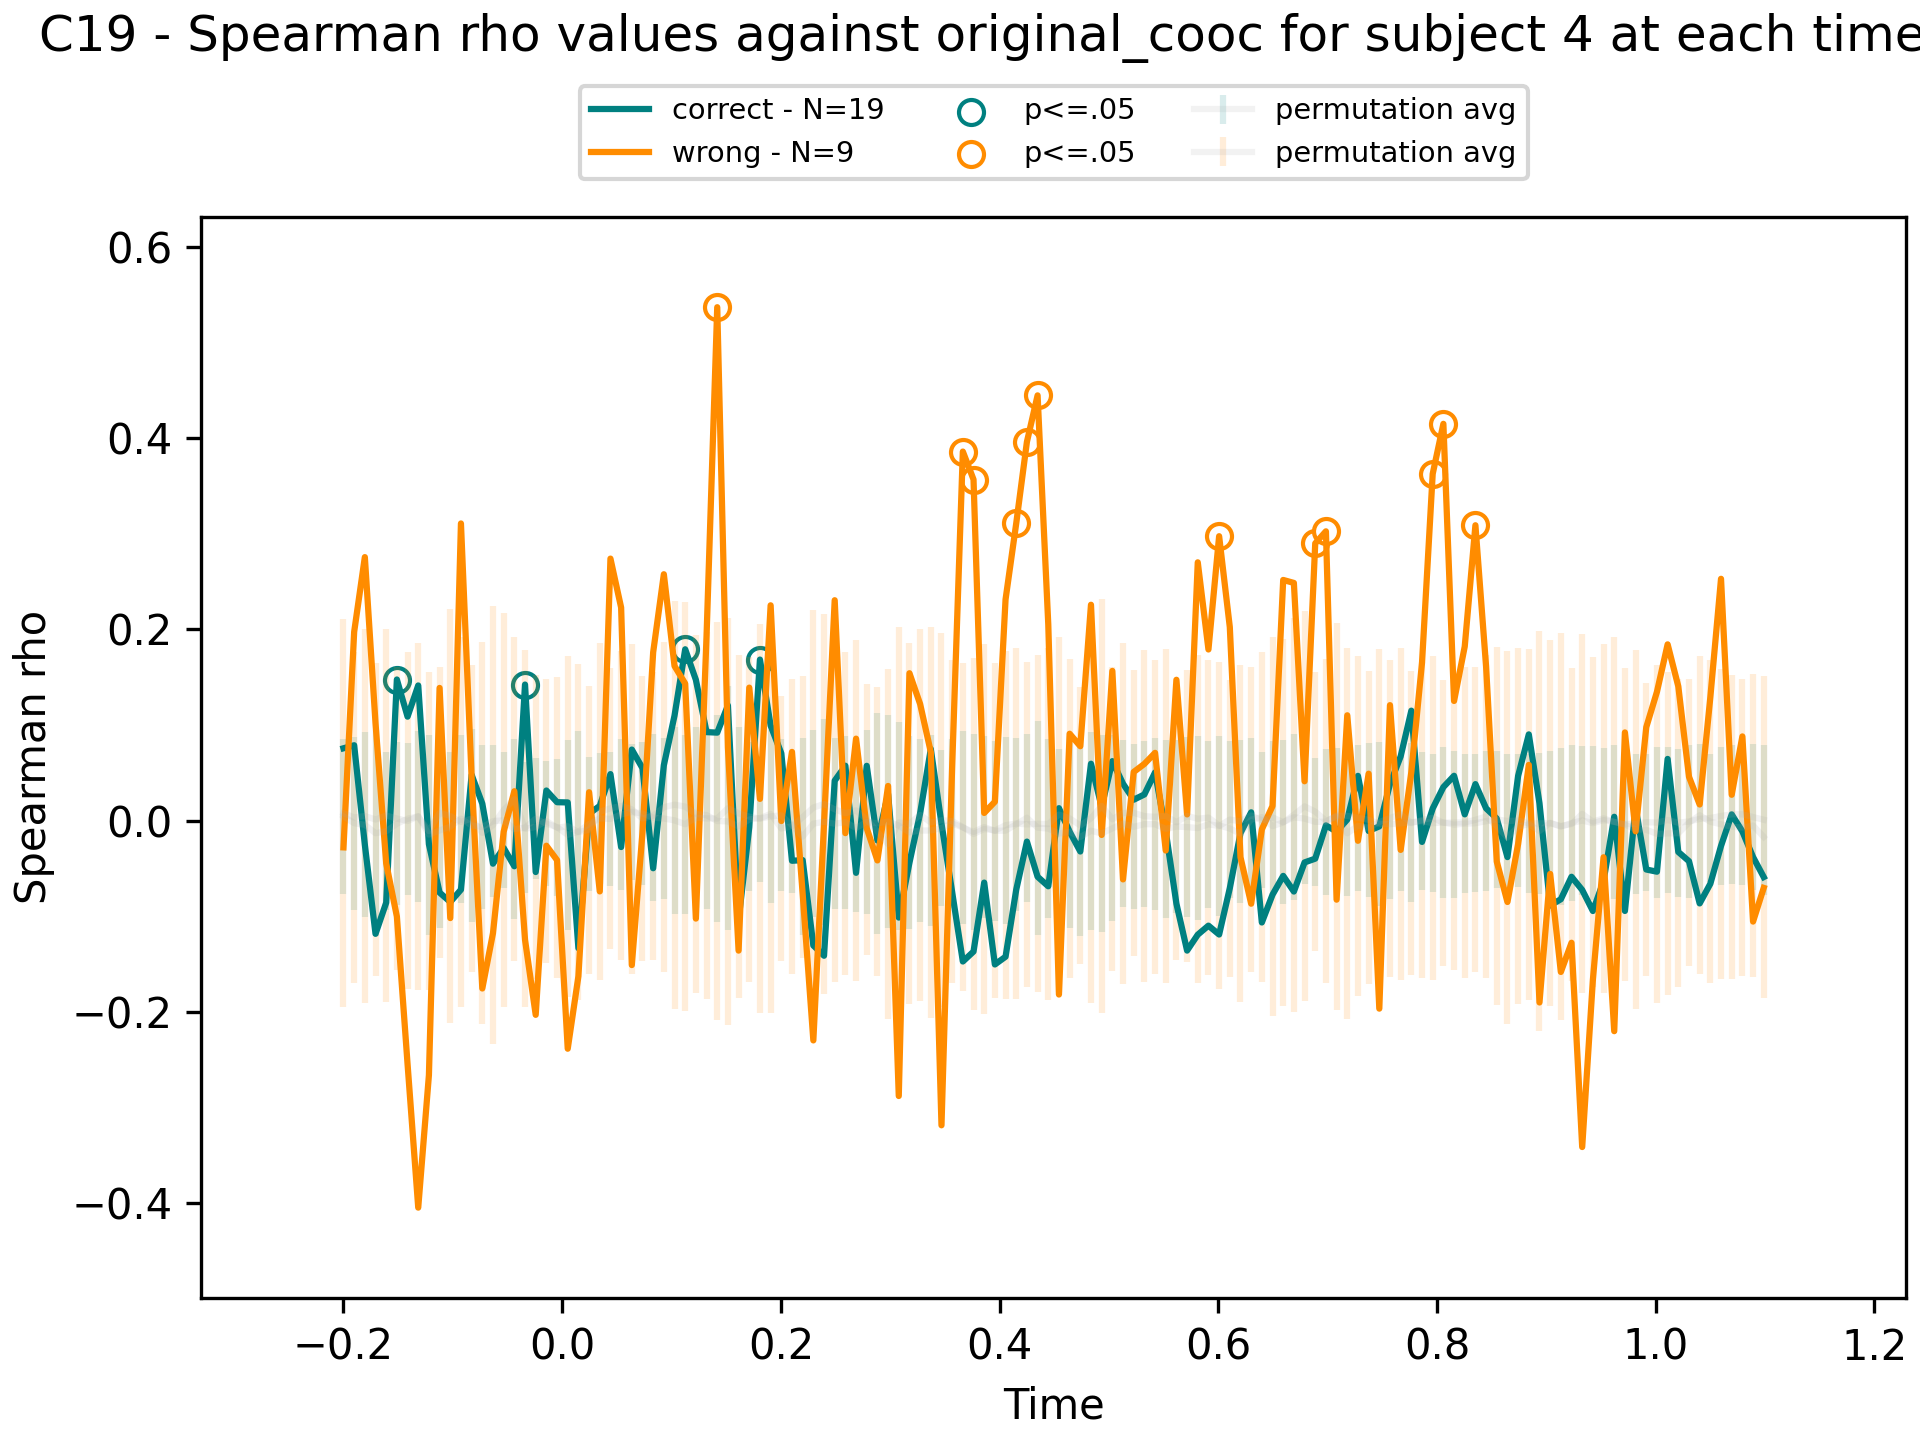 C19 - Spearman rho values against original_cooc for subject 4 at each time
correct - N=19
wrong - N=9
p<=.05
p<=.05
permutation avg
permutation avg
Spearman rho
0.6
0.4
0.2
0.0
−0.2
−0.4
−0.2
0.0
0.2
0.4
0.6
0.8
1.0
1.2
Time